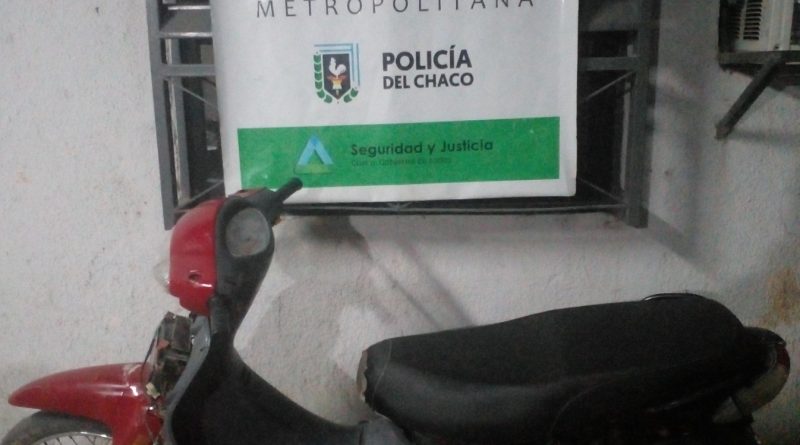 METROPOLITANA
POLICÍA
DEL CHACO
Seguridad y Justicia